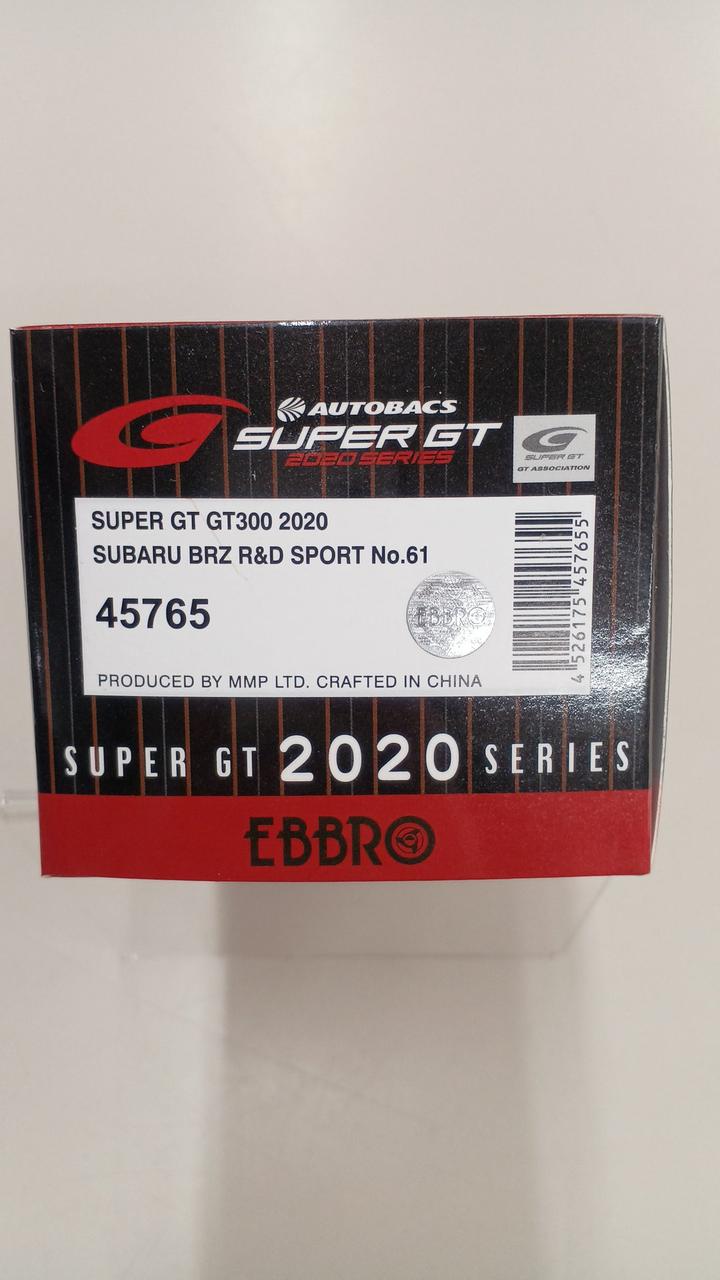 AUTOBACS
SUPER GT
2020 SERIES
SUPER GT
GT ASSOCIATION
SUPER GT GT300 2020
SUBARU BRZ R&D SPORT No.61
45765
EBBRO
4 526175 457655
PRODUCED BY MMP LTD. CRAFTED IN CHINA
SUPER GT 2020 SERIES
EBBRO